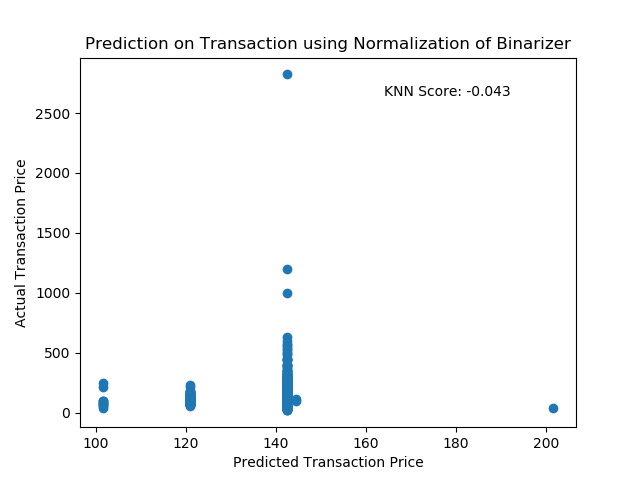 Prediction on Transaction using Normalization of Binarizer
KNN Score: -0.043
2500
2000
1500
1000
500
0
Actual Transaction Price
100 120 140 160 180 200
Predicted Transaction Price